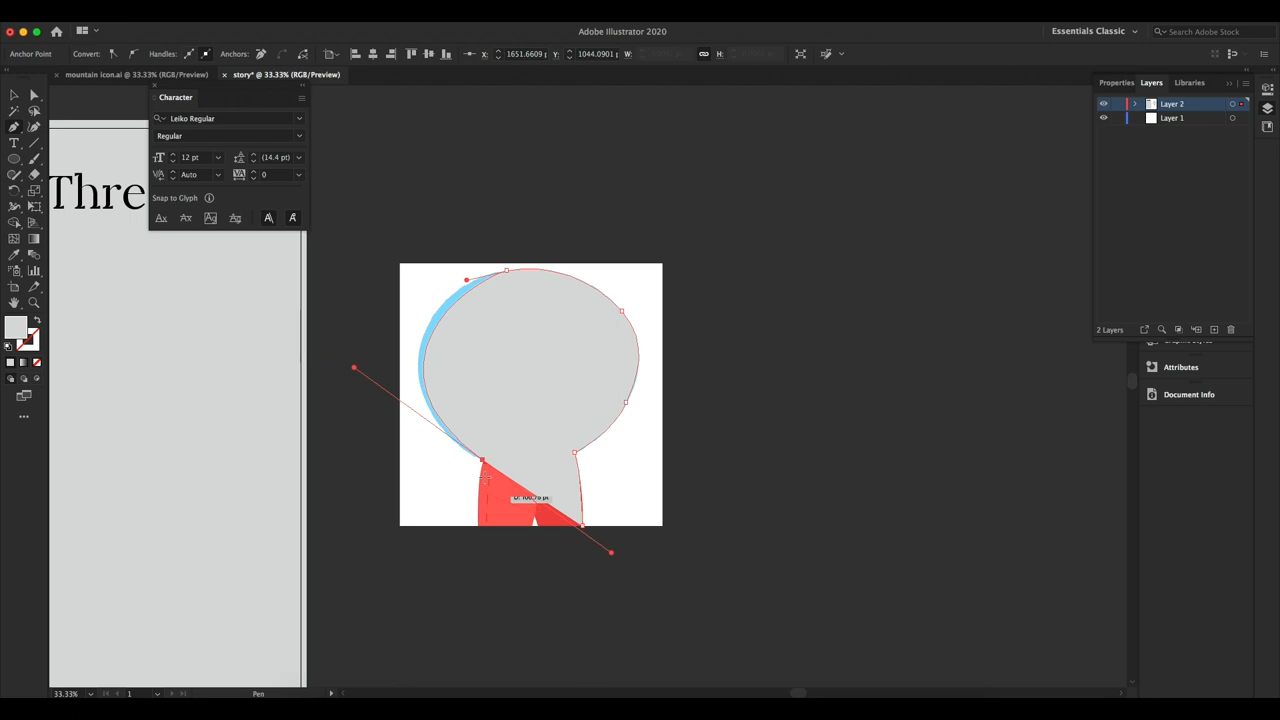 Adobe Illustrator 2020
Essentials Classic
Search Adobe Stock
Anchor Point
Convert:
Handles:
Anchors:
X:
1651.6609 p
Y:
1044.0901 p
W:
H:
mountain icon.ai @ 33.33% (RGB/Preview)
story* @ 33.33% (RGB/Preview)
Character
Leiko Regular
Regular
12 pt
(14.4 pt)
Auto
0
Snap to Glyph
Thre
Properties
Layers
Libraries
Layer 2
Layer 1
2 Layers
Attributes
Document Info
33.33%
1
Pen